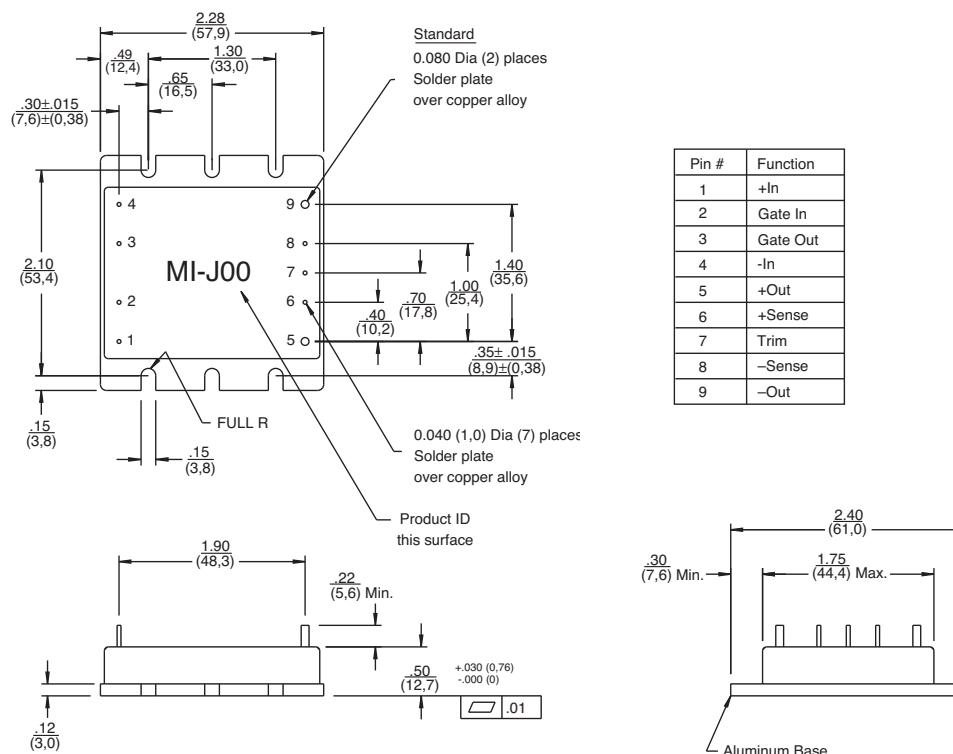 2.28
(57,9)
.49
(12,4)
1.30
(33,0)
.65
(16,5)
.30±.015
(7,6)±(0,38)
Standard
0.080 Dia (2) places
Solder plate
over copper alloy
4
3
2
1
9
8
7
6
5
MI-J00
2.10
(53,4)
1.40
(35,6)
1.00
(25,4)
.70
(17,8)
.40
(10,2)
.35± .015
(8,9)±(0,38)
.15
(3,8)
.15
(3,8)
FULL R
0.040 (1,0) Dia (7) places
Solder plate
over copper alloy
Product ID
this surface
Pin # Function
1 +In
2 Gate In
3 Gate Out
4 -In
5 +Out
6 +Sense
7 Trim
8 –Sense
9 –Out
1.90
(48,3)
.22
(5,6) Min.
.50
(12,7)
+.030 (0,76)
-.000 (0)
.01
.12
(3,0)
2.40
(61,0)
.30
(7,6) Min.
1.75
(44,4) Max.
Aluminum Base